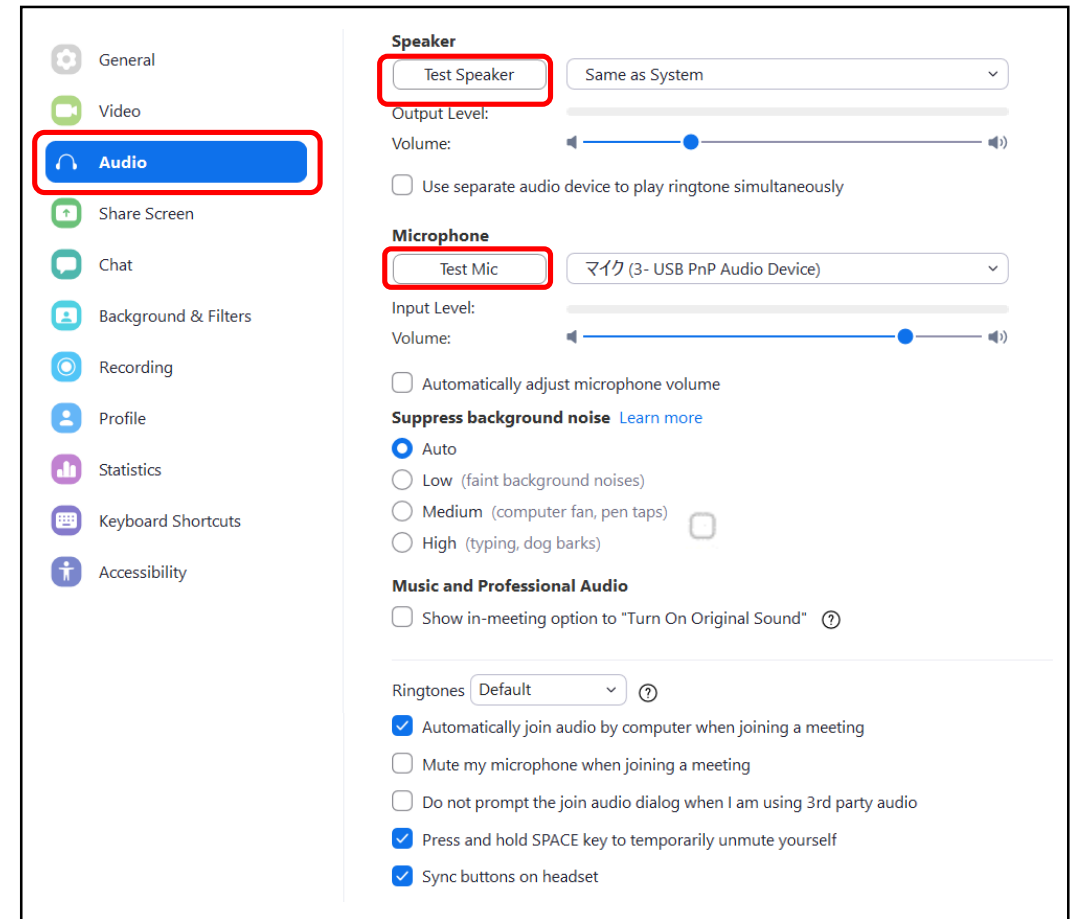 General
Video
Audio
Share Screen
Chat
Background & Filters
Recording
Profile
Statistics
Keyboard Shortcuts
Accessibility
Speaker
Test Speaker
Same as System
Output Level:
Volume:
Use separate audio device to play ringtone simultaneously
Microphone
Test Mic
マイク (3- USB PnP Audio Device)
Input Level:
Volume:
Automatically adjust microphone volume
Suppress background noise Learn more
Auto
Low (faint background noises)
Medium (computer fan, pen taps)
High (typing, dog barks)
Music and Professional Audio
Show in-meeting option to "Turn On Original Sound" ?
Ringtones Default ?
Automatically join audio by computer when joining a meeting
Mute my microphone when joining a meeting
Do not prompt the join audio dialog when I am using 3rd party audio
Press and hold SPACE key to temporarily unmute yourself
Sync buttons on headset